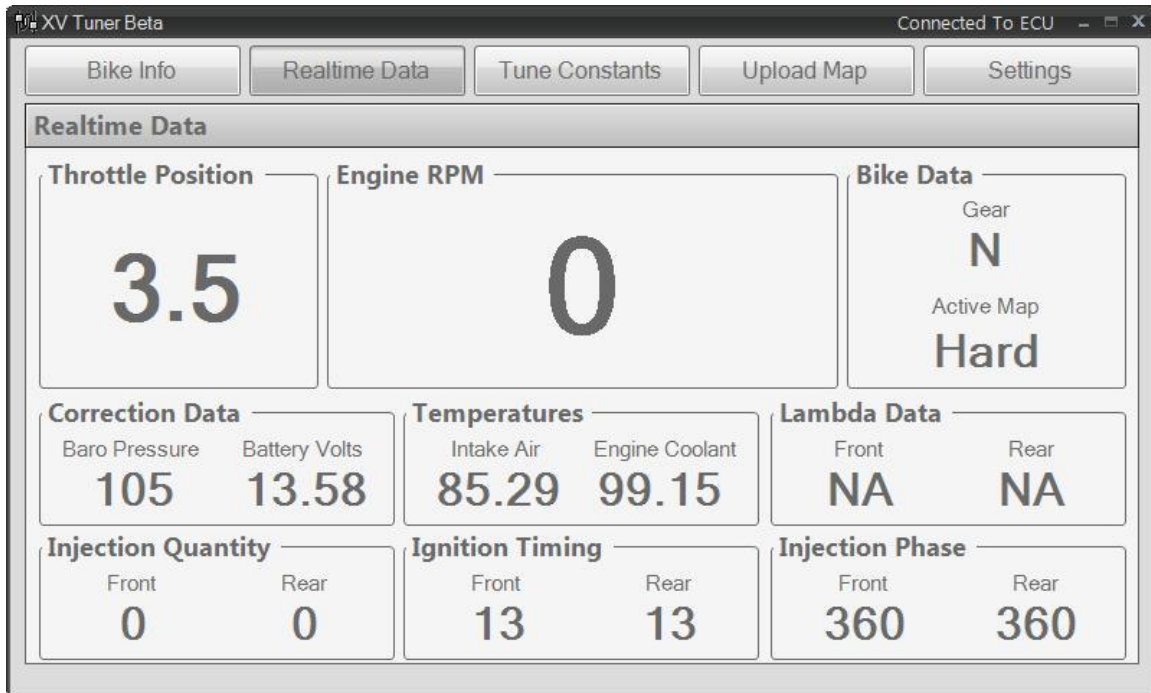 XV Tuner Beta Connected To ECU
Bike Info Realtime Data Tune Constants Upload Map Settings
Realtime Data
Throttle Position Engine RPM Bike Data
Gear
N
3.5 0
Active Map
Hard
Correction Data Temperatures Lambda Data
Baro Pressure Battery Volts Intake Air Engine Coolant Front Rear
105 13.58 85.29 99.15 NA NA
Injection Quantity Ignition Timing Injection Phase
Front Rear Front Rear Front Rear
0 0 13 13 360 360